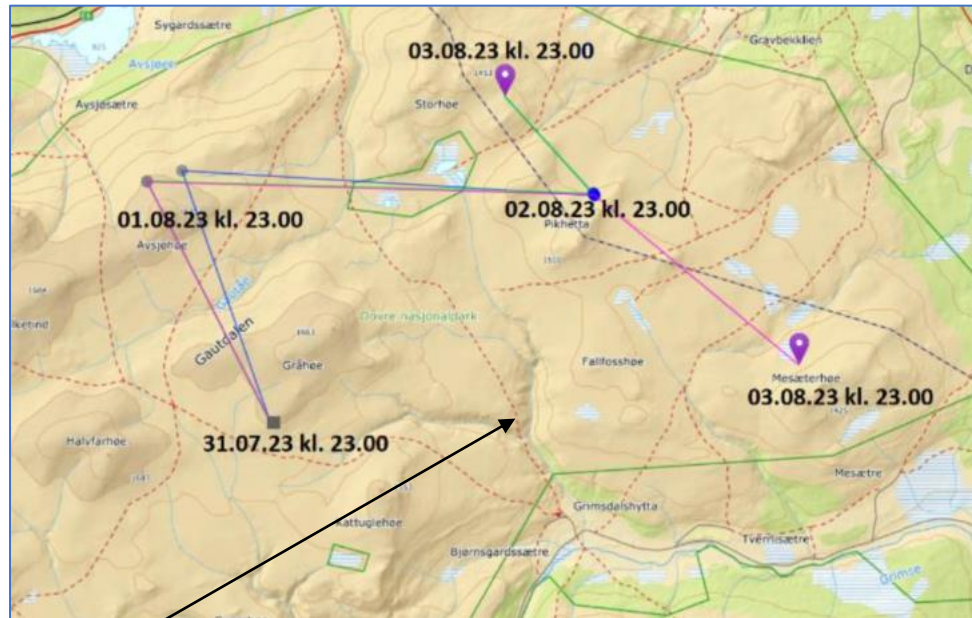 Sygardssætre
03.08.23 kl. 23.00
Gravbekklien
Avsjøen
Avsjøsætre
Storhøe
02.08.23 kl. 23.00
01.08.23 kl. 23.00
Pikhetta
Avsjøhøe
1510
Dovre nasjonalpark
Gautdalen
Gråhøe
Fallfosshøe
Mesæterhøe
03.08.23 kl. 23.00
31.07.23 kl. 23.00
Halvfarhøe
Mesætre
Grimsdalshytta
Kattuglehøe
Tverrlisætre
Bjørnsgardssætre
Grimse